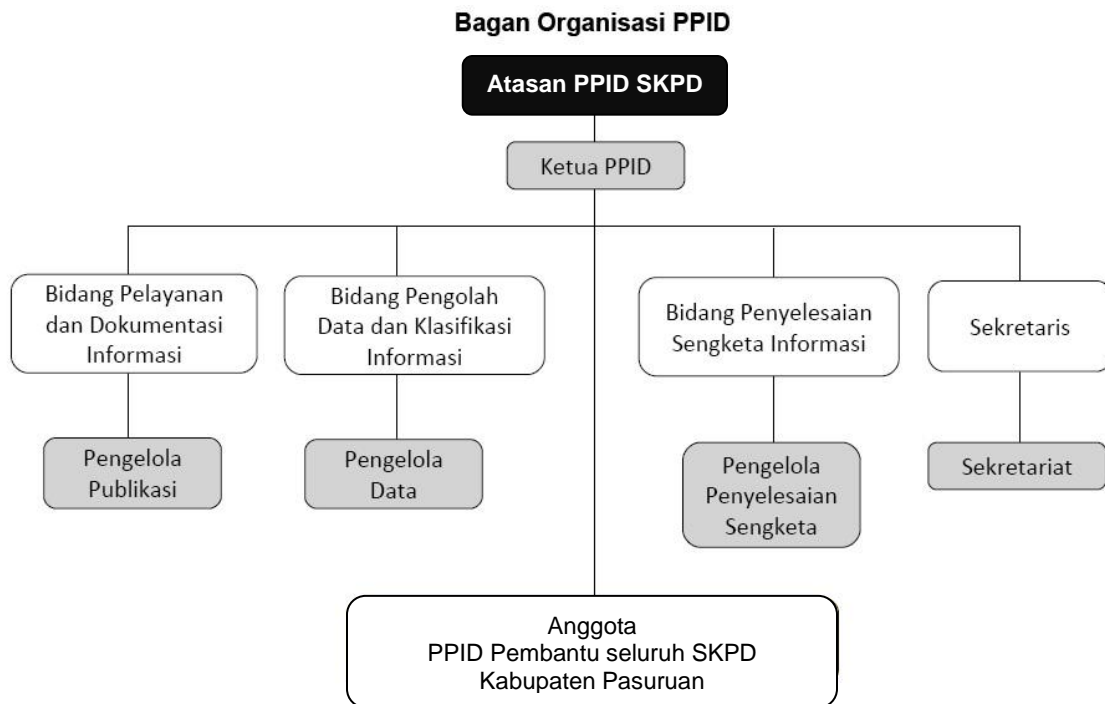 Bagan Organisasi PPID
Atasan PPID SKPD
Ketua PPID
Bidang Pelayanan
dan Dokumentasi
Informasi
Bidang Pengolah
Data dan Klasifikasi
Informasi
Bidang Penyelesaian
Sengketa Informasi
Sekretaris
Pengelola
Publikasi
Pengelola
Data
Pengelola
Penyelesaian
Sengketa
Sekretariat
Anggota
PPID Pembantu seluruh SKPD
Kabupaten Pasuruan